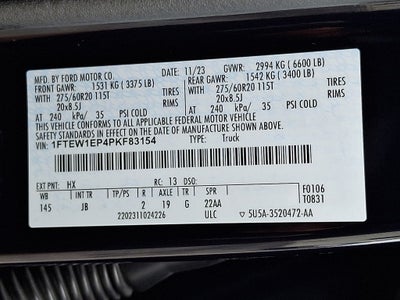 MFD. BY FORD MOTOR CO.
DATE: 11/23 GVWR: 2994 KG ( 6600 LB)
FRONT GAWR: 1531 KG ( 3375 LB) REAR GAWR: 1542 KG ( 3400 LB)
WITH 275/60R20 115T TIRES WITH 275/60R20 115T TIRES
20x8.5J RIMS 20x8.5J RIMS
AT 240 kPa/ 35 PSI COLD AT 240 kPa/ 35 PSI COLD
THIS VEHICLE CONFORMS TO ALL APPLICABLE FEDERAL MOTOR VEHICLE
SAFETY STANDARDS IN EFFECT ON THE DATE OF MANUFACTURE SHOWN ABOVE.
VIN: 1FTEW1EP4PKF83154 TYPE: Truck
EXT PNT: HX RC: 13 DSO: F0106
WB INT TR R AXLE TR SPR T0831
145 JB 2 19 G 22AA
2202311024226 ULC ▽ 5U5A-3520472-AA